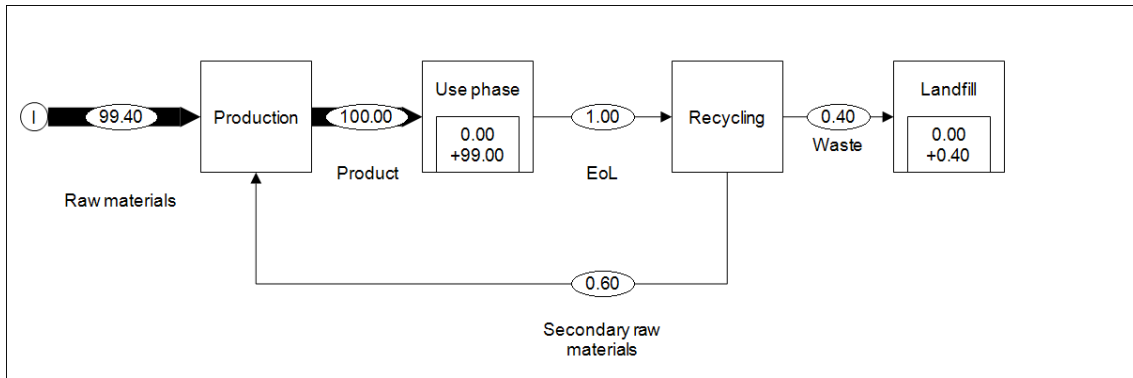 I
99.40
Raw materials
Production
100.00
Product
Use phase
0.00
+99.00
1.00
EoL
Recycling
0.40
Waste
Landfill
0.00
+0.40
0.60
Secondary raw
materials